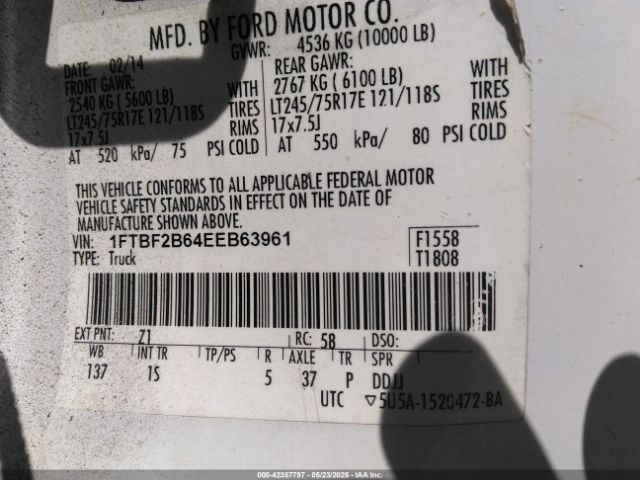 MFD. BY FORD MOTOR CO.
DATE: 02/14 GVWR: 4536 KG (10000 LB)
FRONT GAWR: REAR GAWR:
2540 KG (5600 LB) WITH 2767 KG (6100 LB) WITH
LT245/75R17E 121/118S TIRES LT245/75R17E 121/118S TIRES
17x7.5J RIMS 17x7.5J RIMS
AT 520 kPa/ 75 PSI COLD AT 550 kPa/ 80 PSI COLD
THIS VEHICLE CONFORMS TO ALL APPLICABLE FEDERAL MOTOR
VEHICLE SAFETY STANDARDS IN EFFECT ON THE DATE OF
MANUFACTURE SHOWN ABOVE.
VIN: 1FTBF2B64EEB63961 F1558
TYPE: Truck T1808
EXT PNT: Z1 RC: 58 DSO:
WB INT TR TP/PS R AXLE TR SPR
137 1S 5 37 P DDJJ
UTC ▽5U5A-1520472-BA
000-42357797 - 05/23/2025 - IAA Inc.